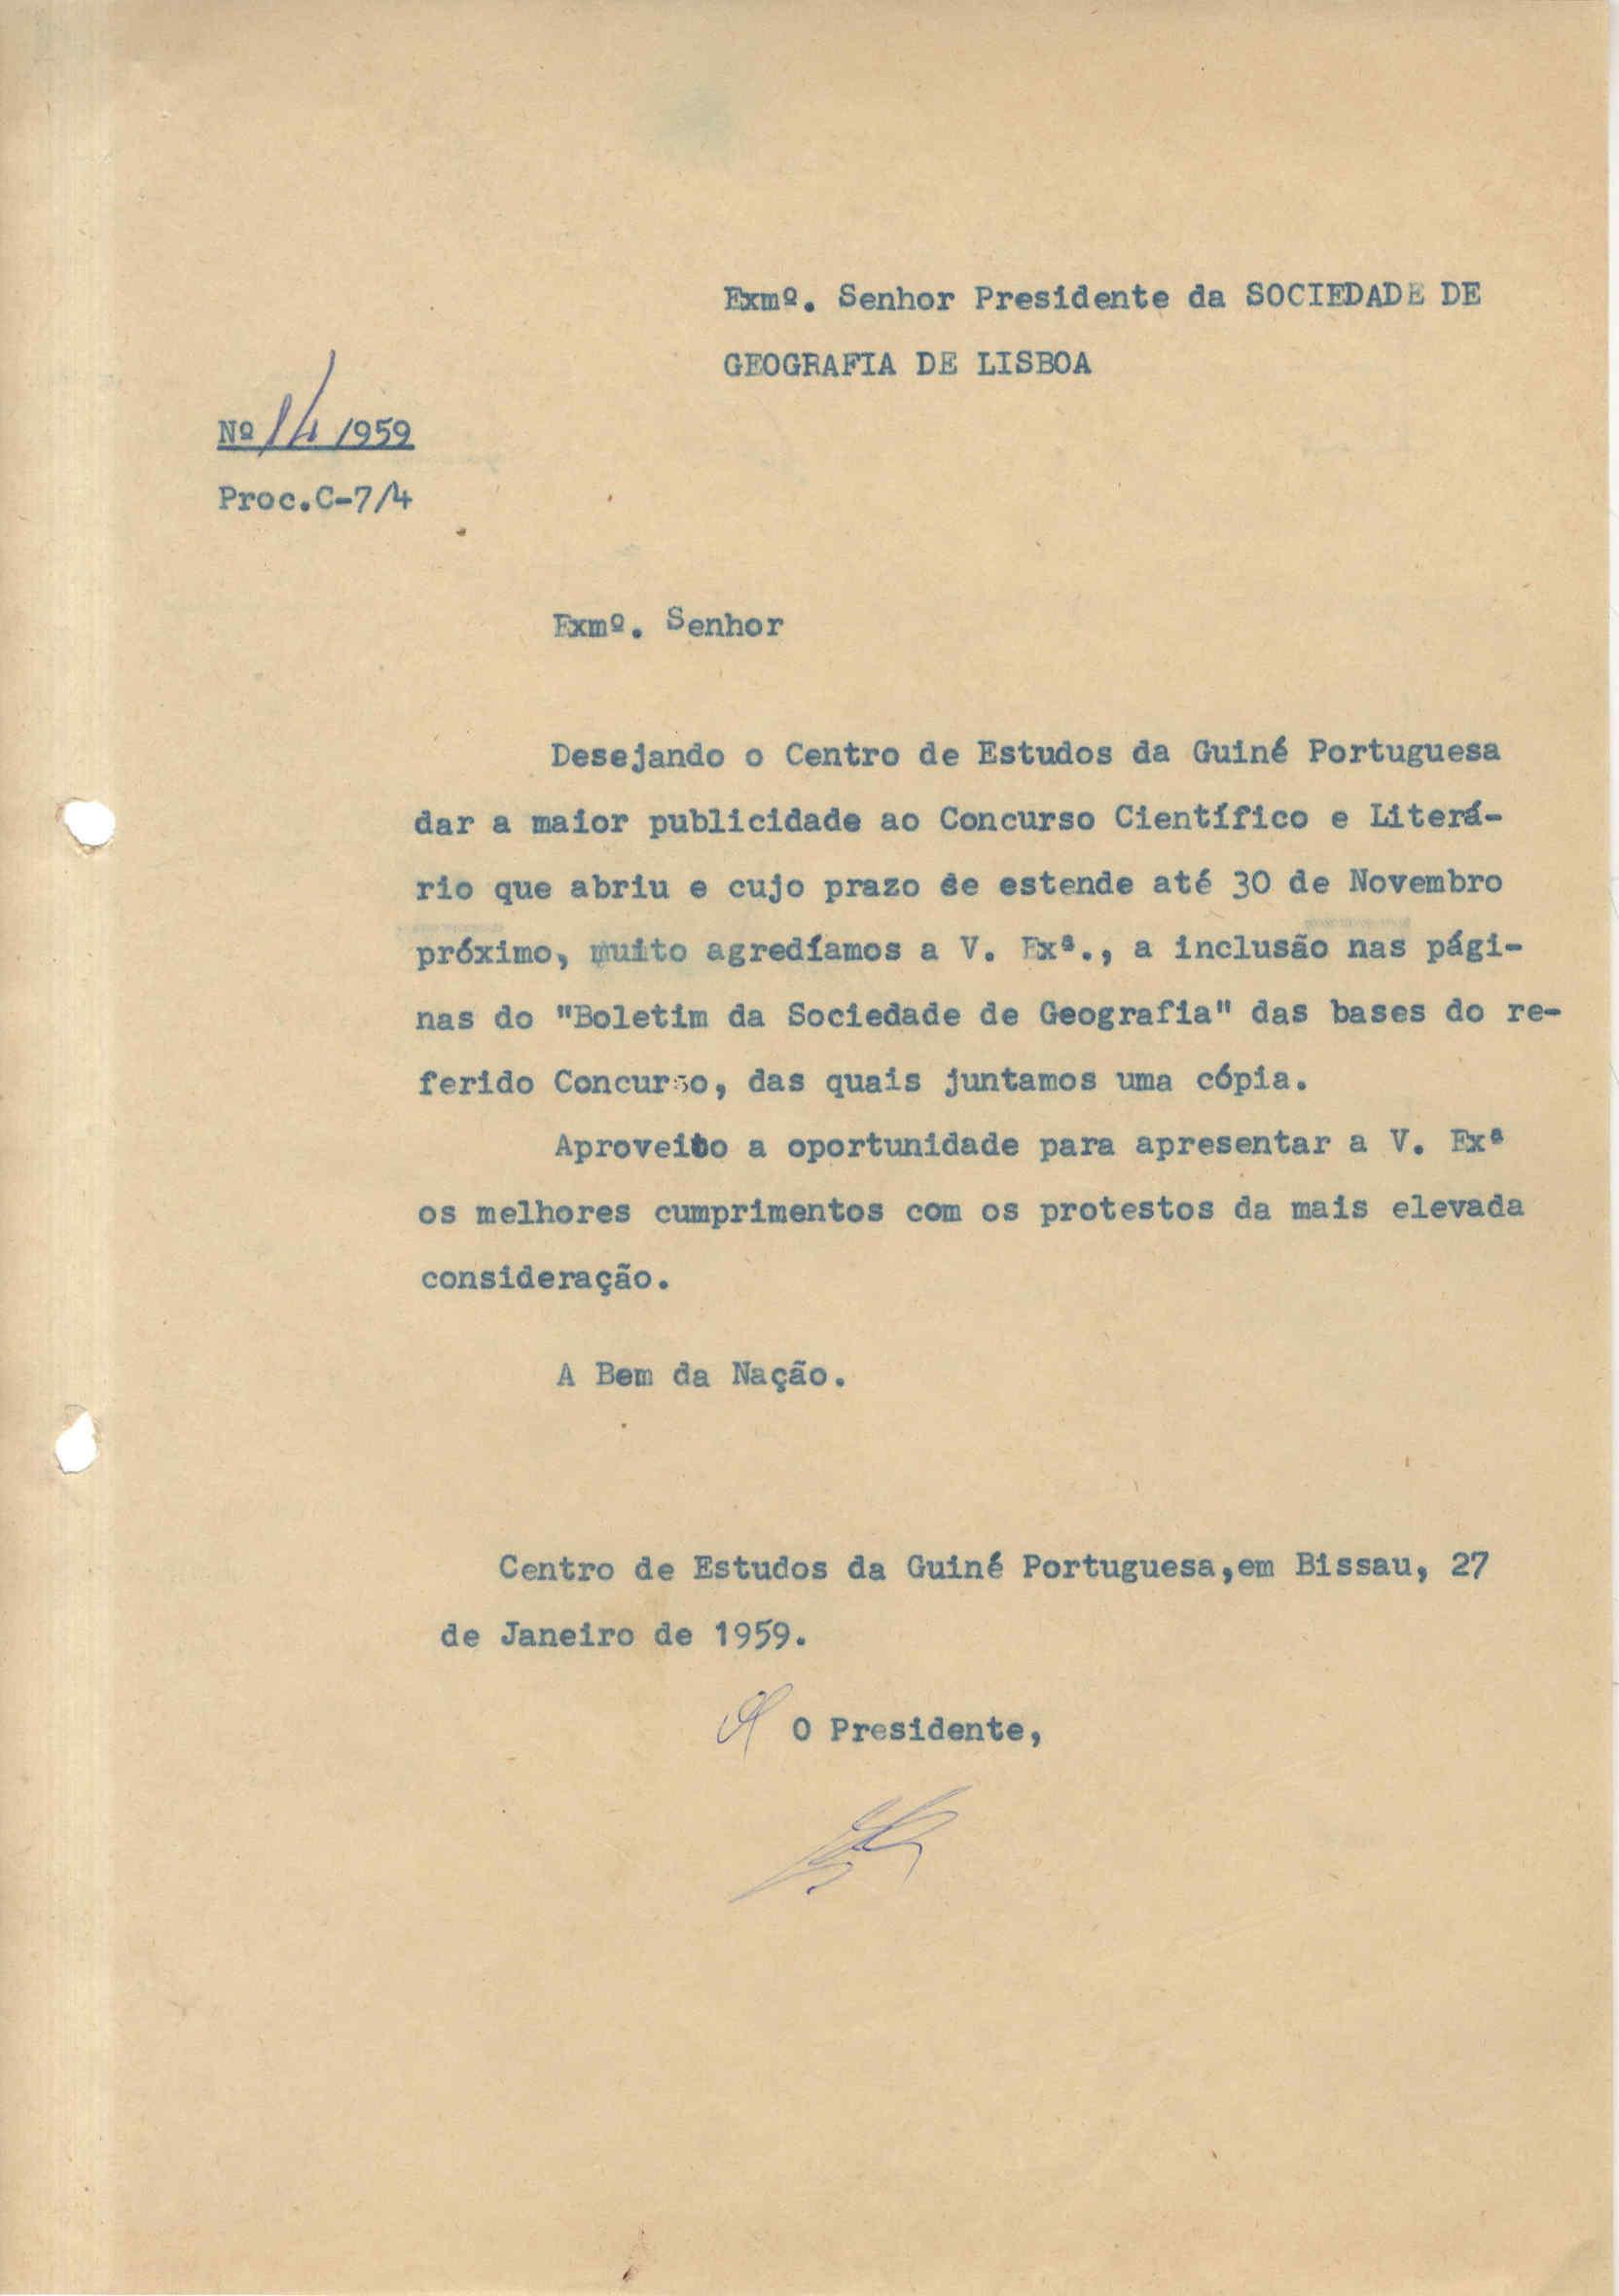 Exmº. Senhor Presidente da SOCIEDADE DE
GEOGRAFIA DE LISBOA
Nº 14 /959
Proc.C-7/4
Exmº. Senhor
Desejando o Centro de Estudos da Guiné Portuguesa
dar a maior publicidade ao Concurso Científico e Literá-
rio que abriu e cujo prazo se estende até 30 de Novembro
próximo, muito agredíamos a V. Exª., a inclusão nas pági-
nas do "Boletim da Sociedade de Geografia" das bases do re-
ferido Concurso, das quais juntamos uma cópia.
Aproveito a oportunidade para apresentar a V. Exª
os melhores cumprimentos com os protestos da mais elevada
consideração.
A Bem da Nação.
Centro de Estudos da Guiné Portuguesa,em Bissau, 27
de Janeiro de 1959.
O Presidente,